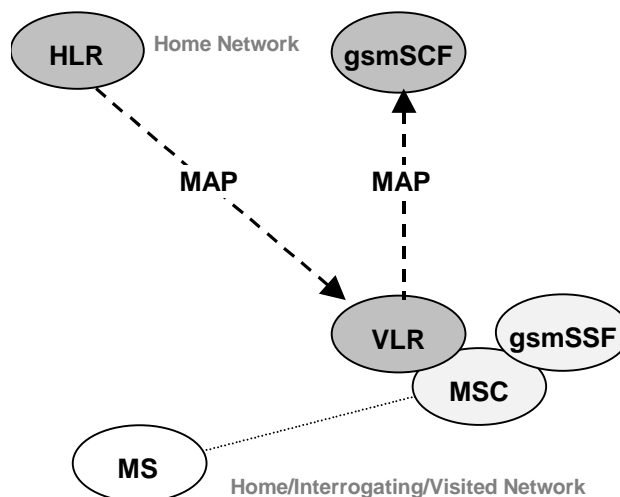 HLR
Home Network
gsmSCF
MAP
MAP
VLR
gsmSSF
MSC
MS
Home/Interrogating/Visited Network